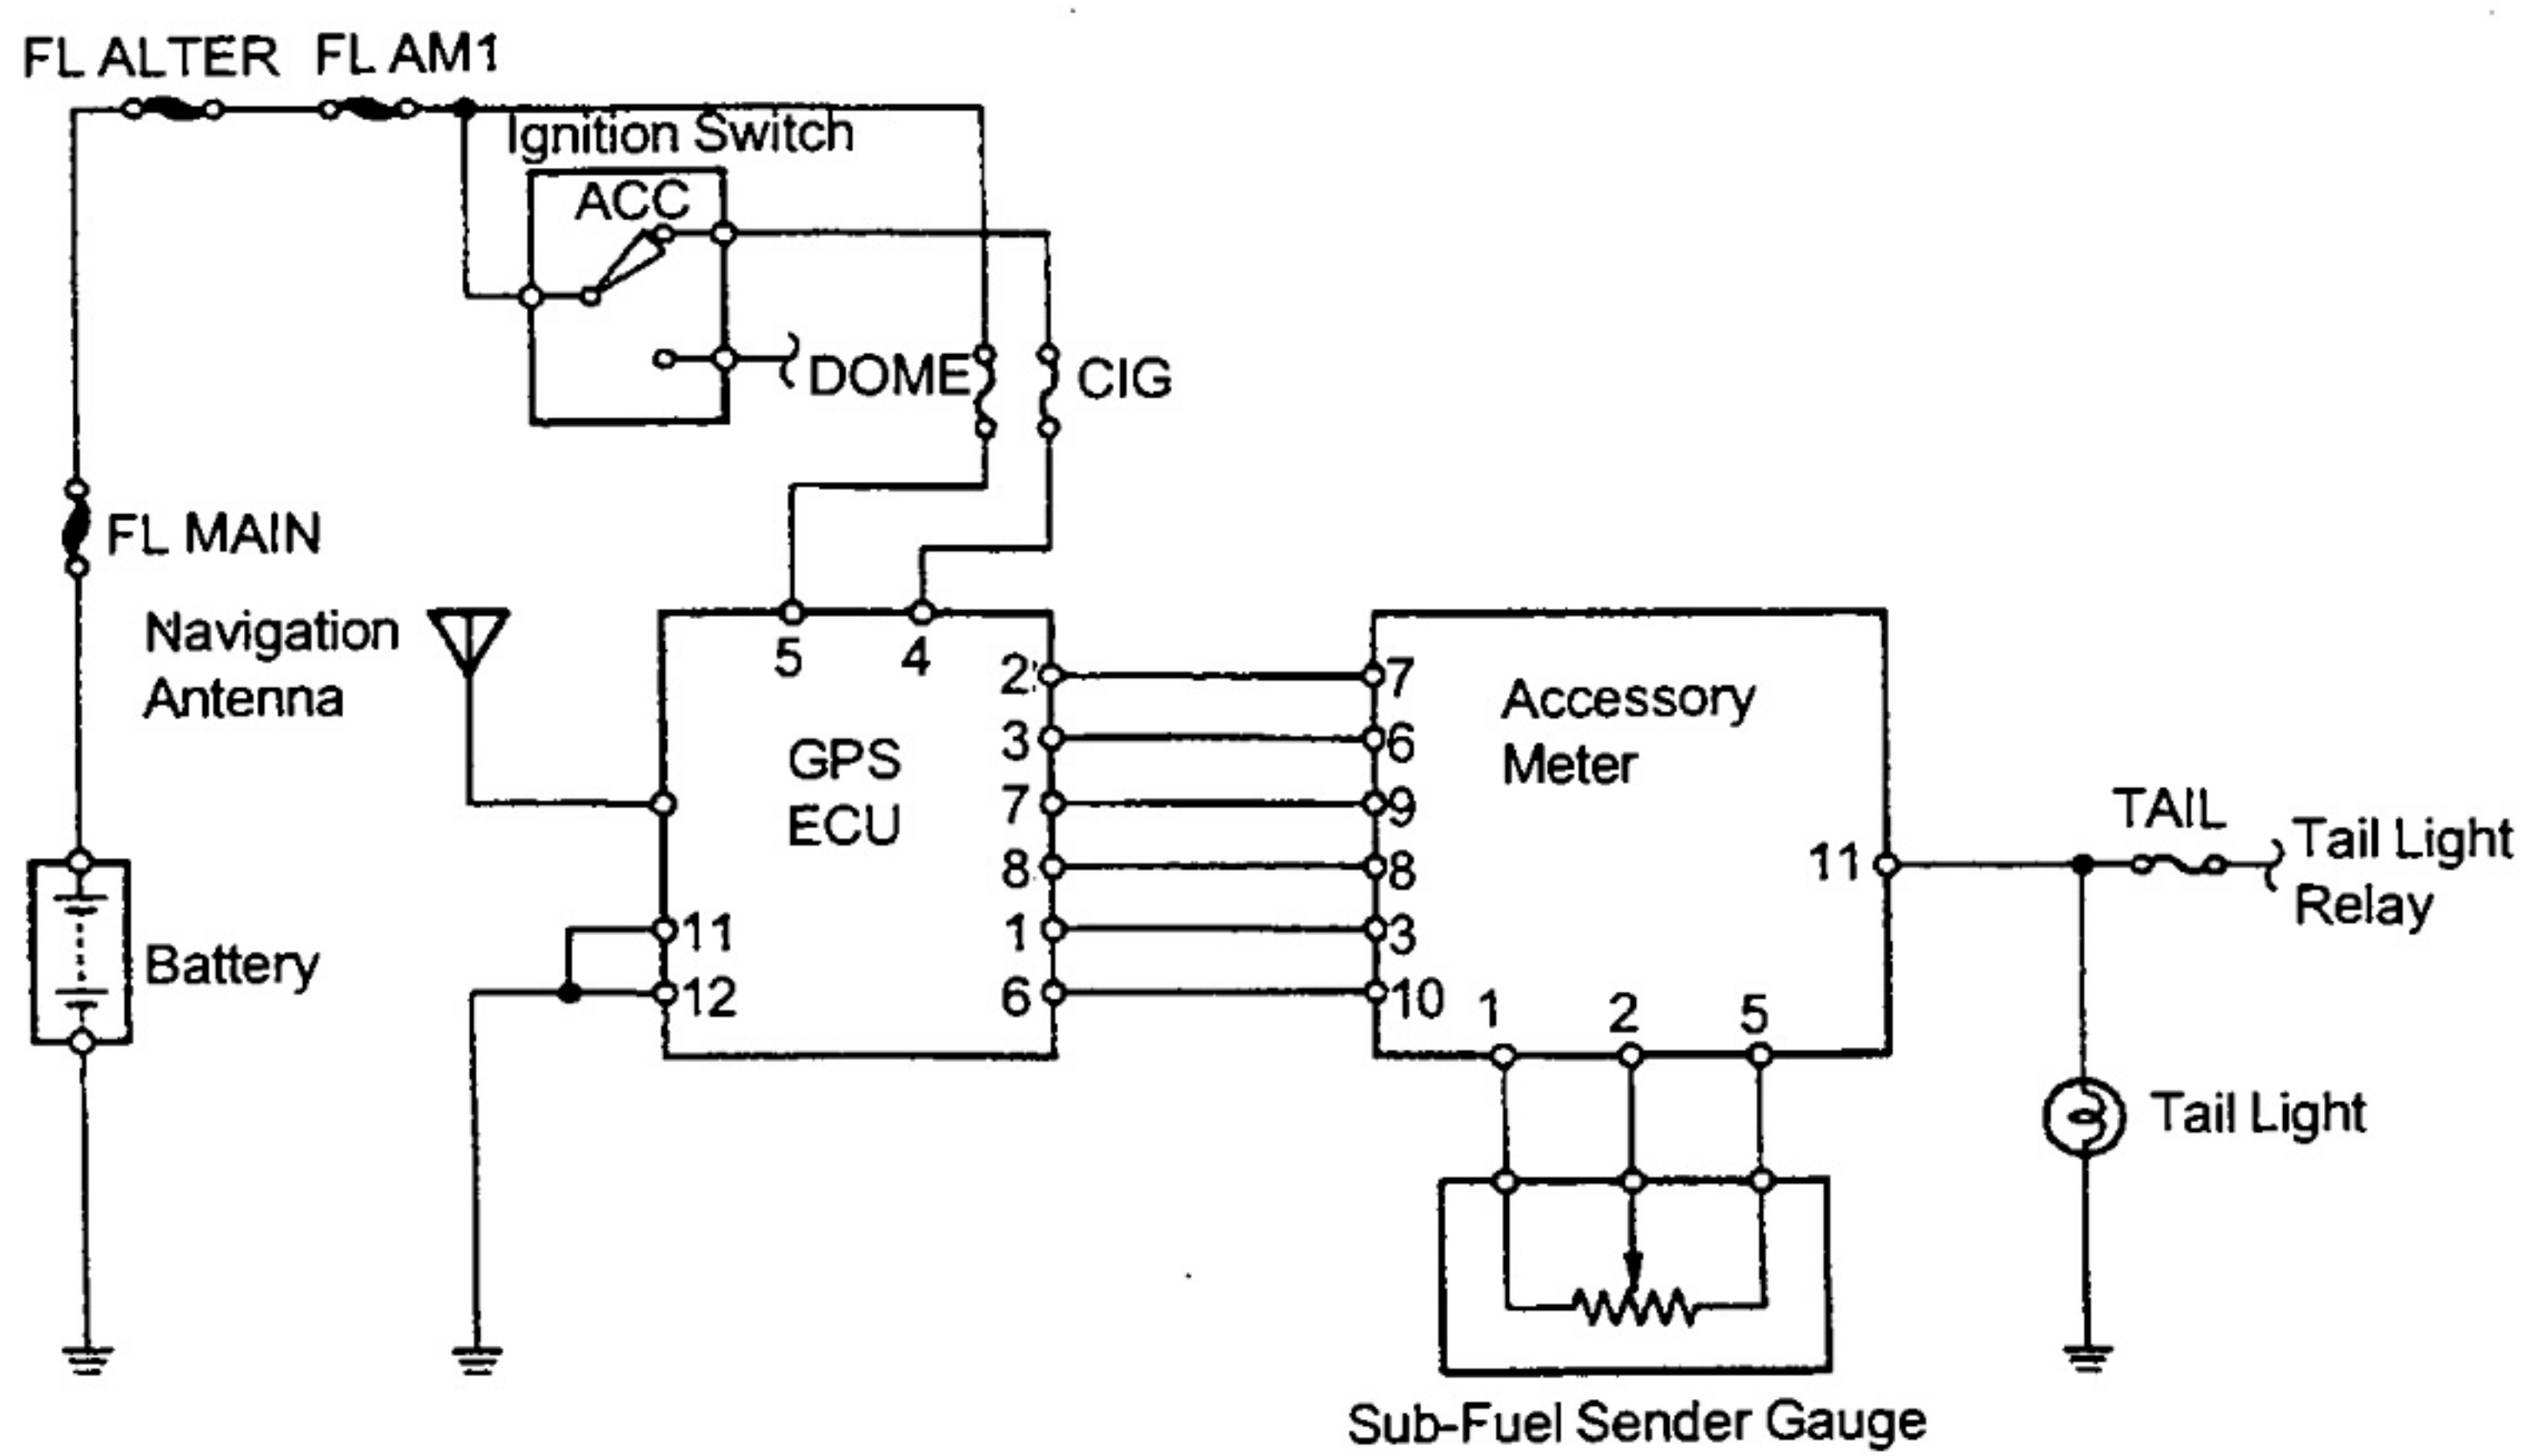 FL ALTER FL AM1
Ignition Switch
ACC
DOME
CIG
FL MAIN
Navigation
Antenna
5
4
GPS
ECU
2
3
7
8
1
6
11
12
7
6
9
8
3
10
Accessory
Meter
11
1
2
5
TAIL
Tail Light
Relay
Battery
Tail Light
Sub-Fuel Sender Gauge